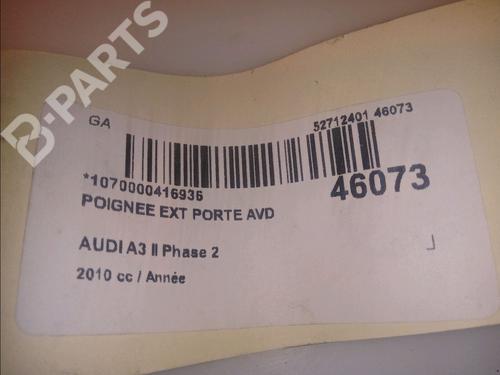 B-PARTS
GA
52712401 46073
*1070000416936
46073
POIGNEE EXT PORTE AVD
AUDI A3 II Phase 2
2010 cc / Année